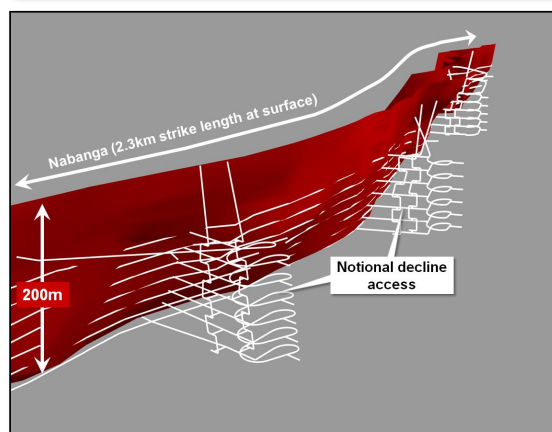 Nabanga (2.3km strike length at surface)
200m
Notional decline
access